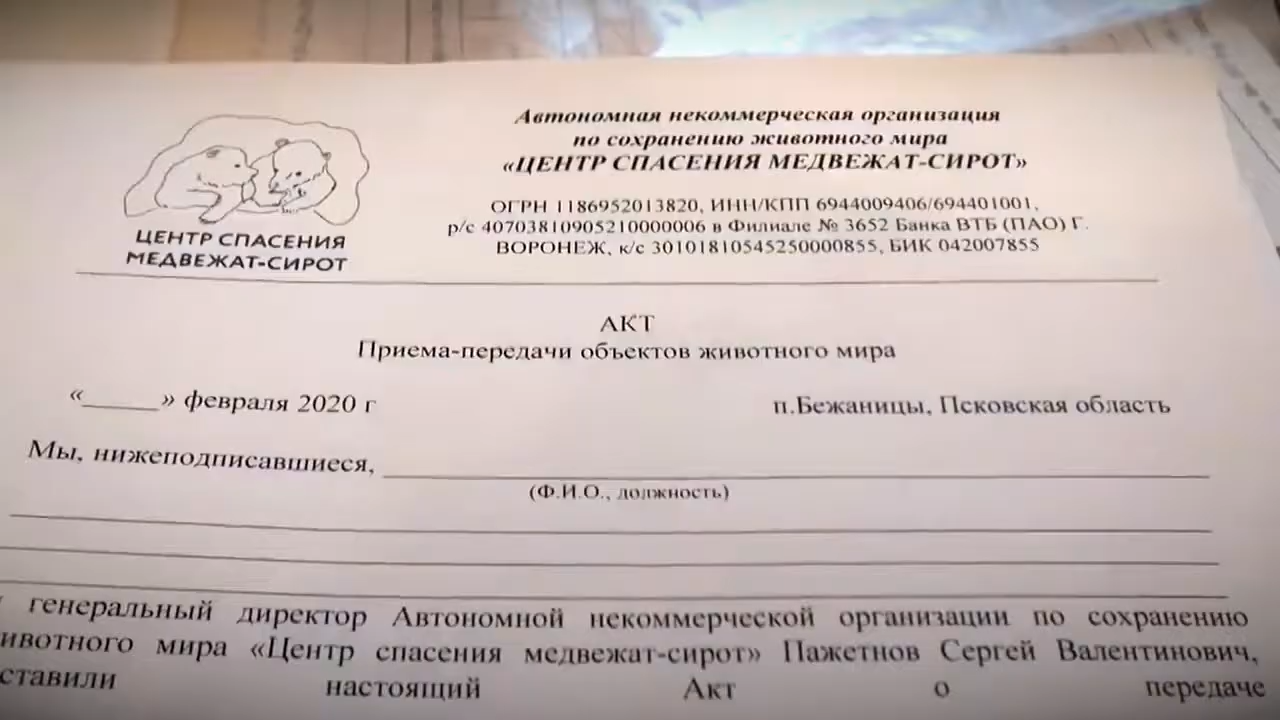 ЦЕНТР СПАСЕНИЯ
МЕДВЕЖАТ-СИРОТ
Автономная некоммерческая организация
по сохранению животного мира
«ЦЕНТР СПАСЕНИЯ МЕДВЕЖАТ-СИРОТ»
ОГРН 1186952013820, ИНН/КПП 6944009406/694401001,
р/с 40703810905210000006 в Филиале № 3652 Банка ВТБ (ПАО) Г.
ВОРОНЕЖ, к/с 30101810545250000855, БИК 042007855
АКТ
Приема-передачи объектов животного мира
«_____» февраля 2020 г
п.Бежаницы, Псковская область
Мы, нижеподписавшиеся,
(Ф.И.О., должность)
генеральный директор Автономной некоммерческой организации по сохранению
ивотного мира «Центр спасения медвежат-сирот» Пажетнов Сергей Валентинович,
ставили настоящий Акт о передаче